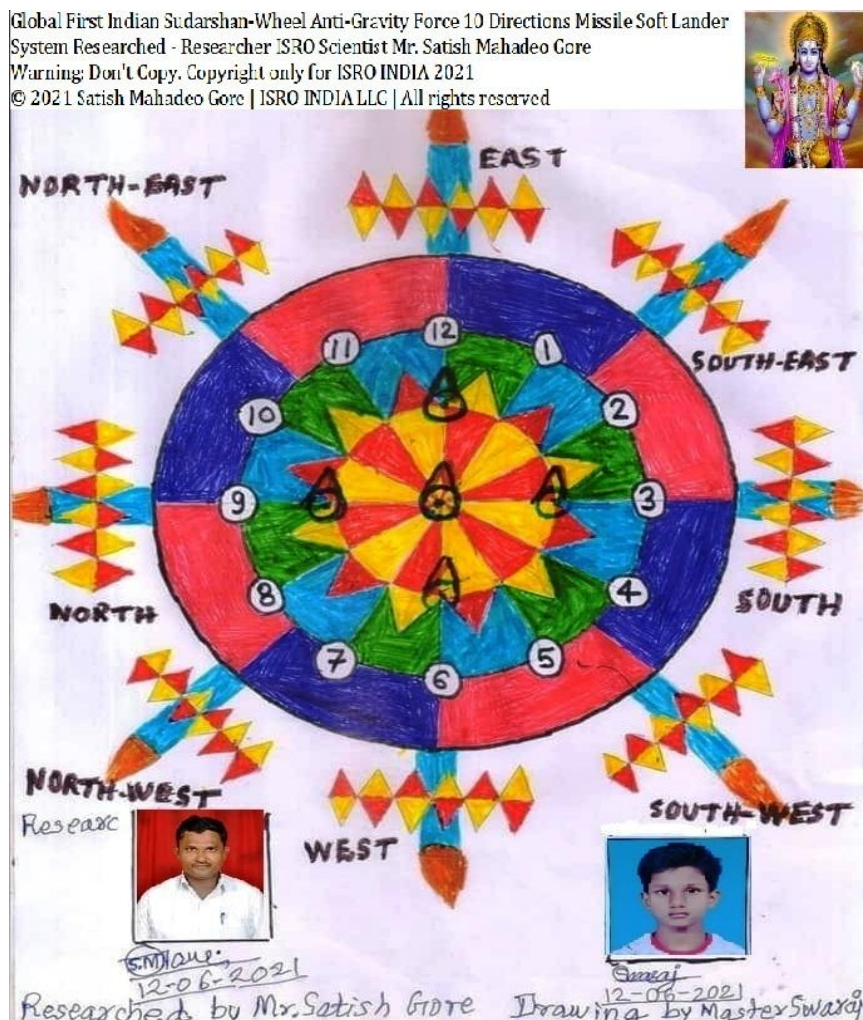 Global First Indian Sudarshan-Wheel Anti-Gravity Force 10 Directions Missile Soft Lander
System Researched - Researcher ISRO Scientist Mr. Satish Mahadeo Gore
Warning: Don't Copy. Copyright only for ISRO INDIA 2021
© 2021 Satish Mahadeo Gore | ISRO INDIA LLC | All rights reserved
EAST
NORTH-EAST
SOUTH-EAST
12
11
1
10
2
9
3
8
4
7
5
6
A
A A A
A
NORTH
SOUTH
NORTH-WEST
SOUTH-WEST
WEST
Researc
12-06-2021
Swaraj
12-06-2021
Researched by Mr. Satish Gore
Drawing by Master Swaraj